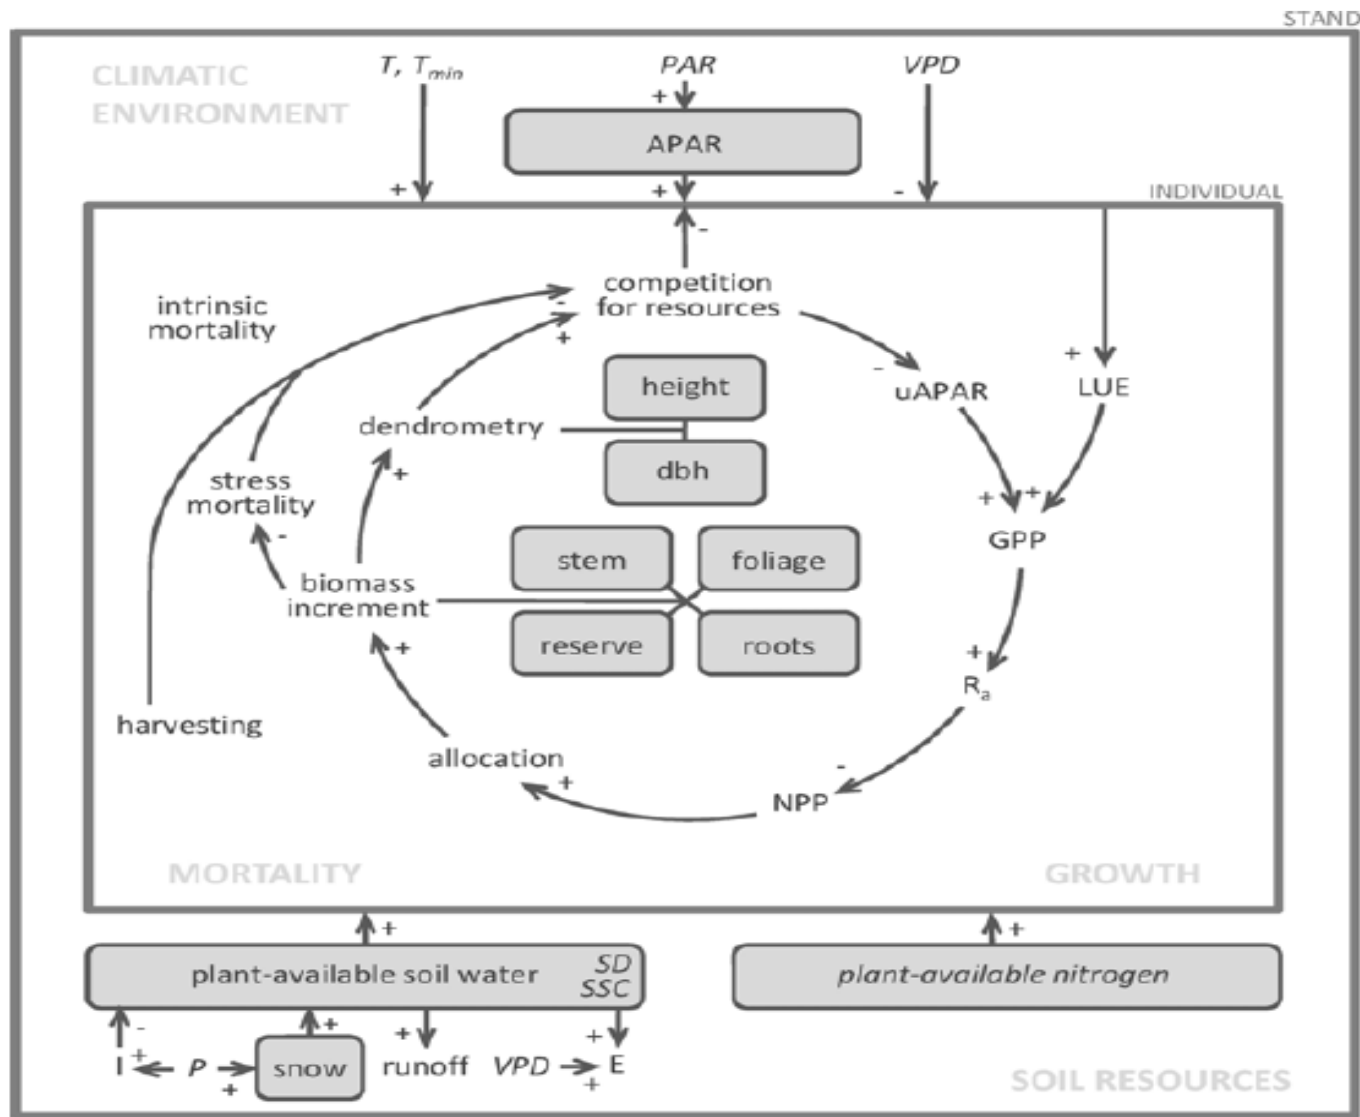 STAND
CLIMATIC
ENVIRONMENT
T, Tmin
PAR
VPD
+
APAR
+
+
-
INDIVIDUAL
-
competition
for resources
intrinsic
mortality
-
+
height
-
uAPAR
+
LUE
dendrometry
dbh
+
stress
mortality
+
+
GPP
-
stem
foliage
biomass
increment
reserve
roots
+
+
Ra
harvesting
allocation
+
-
NPP
MORTALITY
GROWTH
+
+
plant-available soil water
SD
SSC
plant-available nitrogen
-
+
+
+
I
+
P
+
snow
runoff
VPD
+
E
SOIL RESOURCES